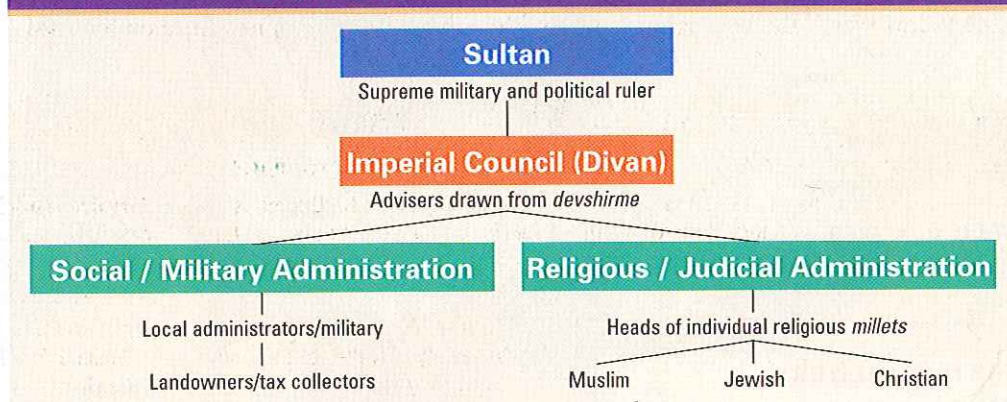 Sultan
Supreme military and political ruler
Imperial Council (Divan)
Advisers drawn from devshirme
Social / Military Administration
Religious / Judicial Administration
Local administrators/military
Heads of individual religious millets
Landowners/tax collectors
Muslim
Jewish
Christian